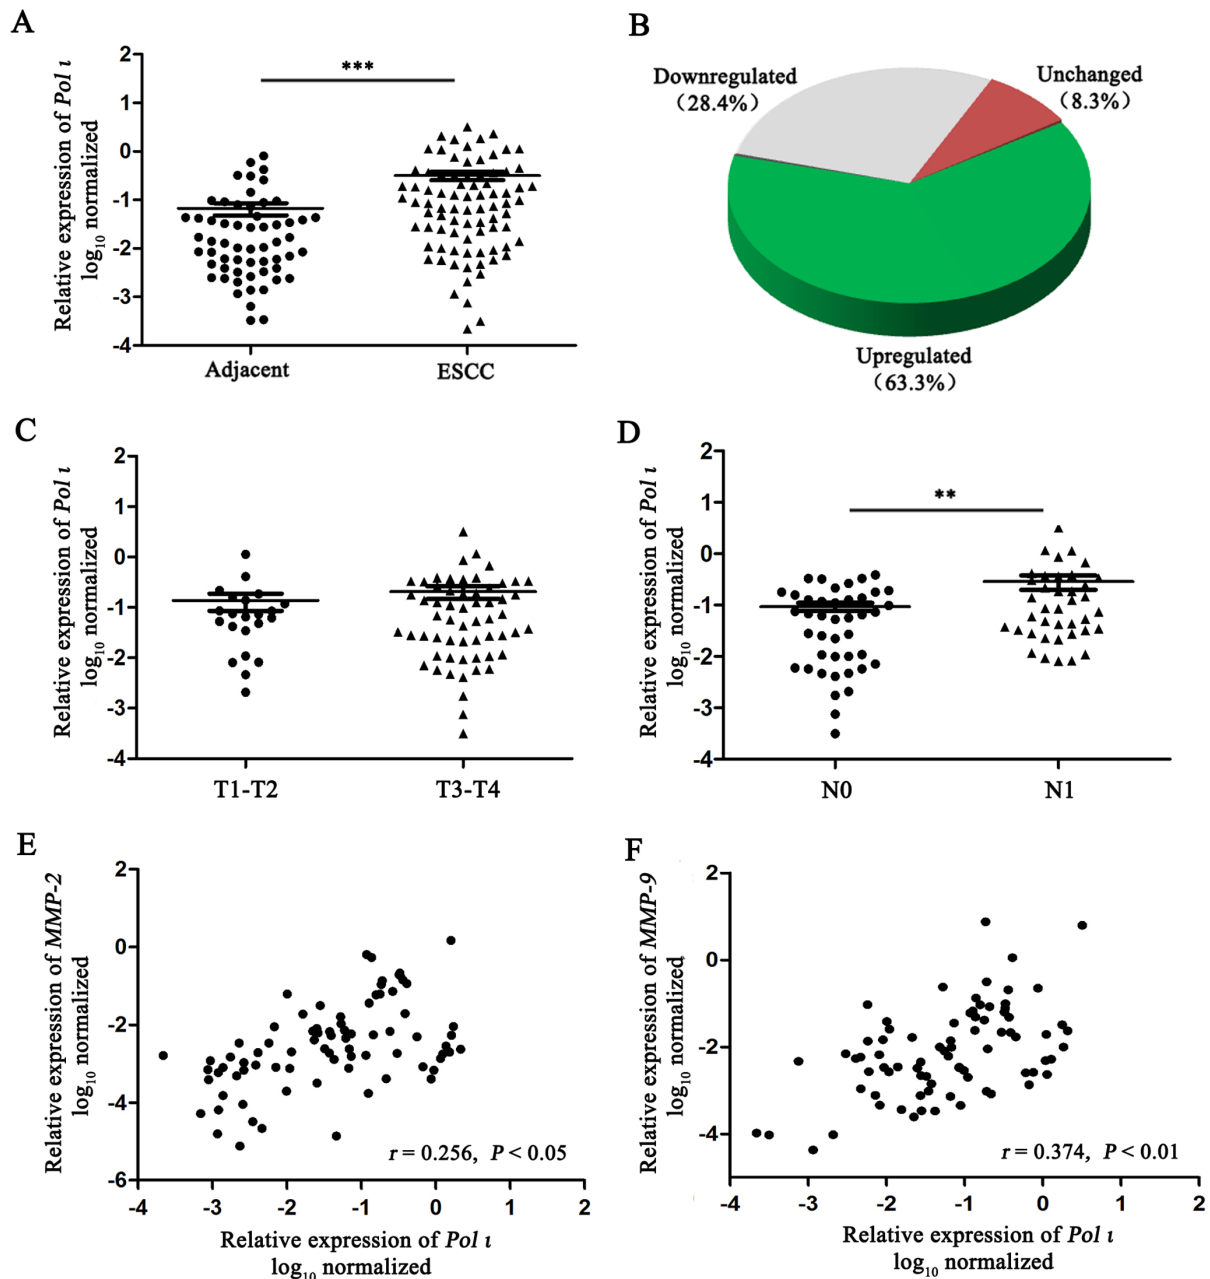 A
Relative expression of Pol ι
log10 normalized
2
1
0
-1
-2
-3
-4
***
Adjacent
ESCC
B
Downregulated
(28.4%)
Unchanged
(8.3%)
Upregulated
(63.3%)
C
Relative expression of Pol ι
log10 normalized
2
1
0
-1
-2
-3
-4
T1-T2
T3-T4
D
Relative expression of Pol ι
log10 normalized
2
1
0
-1
-2
-3
-4
**
N0
N1
E
Relative expression of MMP-2
log10 normalized
2
0
-2
-4
-6
r = 0.256, P < 0.05
-4
-3
-2
-1
0
1
2
Relative expression of Pol ι
log10 normalized
F
Relative expression of MMP-9
log10 normalized
2
0
-2
-4
r = 0.374, P < 0.01
-4
-3
-2
-1
0
1
2
Relative expression of Pol ι
log10 normalized